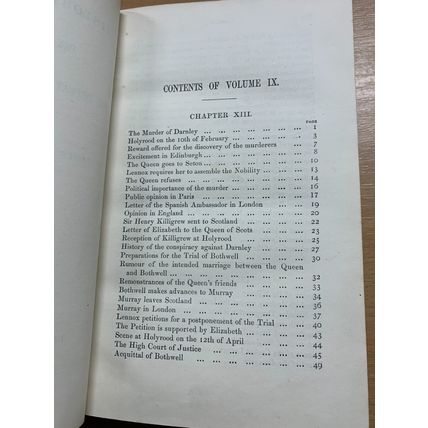 CONTENTS OF VOLUME IX.
CHAPTER XIII.
PAGE
The Murder of Darnley ... ... ... ... ... ... 1
Holyrood on the 10th of February ... ... ... ... 3
Reward offered for the discovery of the murderers ... 7
Excitement in Edinburgh ... ... ... ... ... ... 8
The Queen goes to Seton ... ... ... ... ... ... 10
Lennox requires her to assemble the Nobility ... ... 13
The Queen refuses ... ... ... ... ... ... ... 14
Political importance of the murder ... ... ... ... 16
Public opinion in Paris ... ... ... ... ... ... 17
Letter of the Spanish Ambassador in London ... ... 19
Opinion in England ... ... ... ... ... ... ... 20
Sir Henry Killigrew sent to Scotland ... ... ... 22
Letter of Elizabeth to the Queen of Scots ... ... ... 23
Reception of Killigrew at Holyrood ... ... ... ... 25
History of the conspiracy against Darnley ... ... ... 27
Preparations for the Trial of Bothwell ... ... ... ... 30
Rumour of the intended marriage between the Queen
and Bothwell ... ... ... ... ... ... ... 32
Remonstrances of the Queen's friends ... ... ... 33
Bothwell makes advances to Murray ... ... ... ... 34
Murray leaves Scotland ... ... ... ... ... ... 36
Murray in London ... ... ... ... ... ... ... 37
Lennox petitions for a postponement of the Trial ... ... 40
The Petition is supported by Elizabeth ... ... ... ... 43
Scene at Holyrood on the 12th of April ... ... ... 44
The High Court of Justice ... ... ... ... ... 45
Acquittal of Bothwell ... ... ... ... ... ... 49